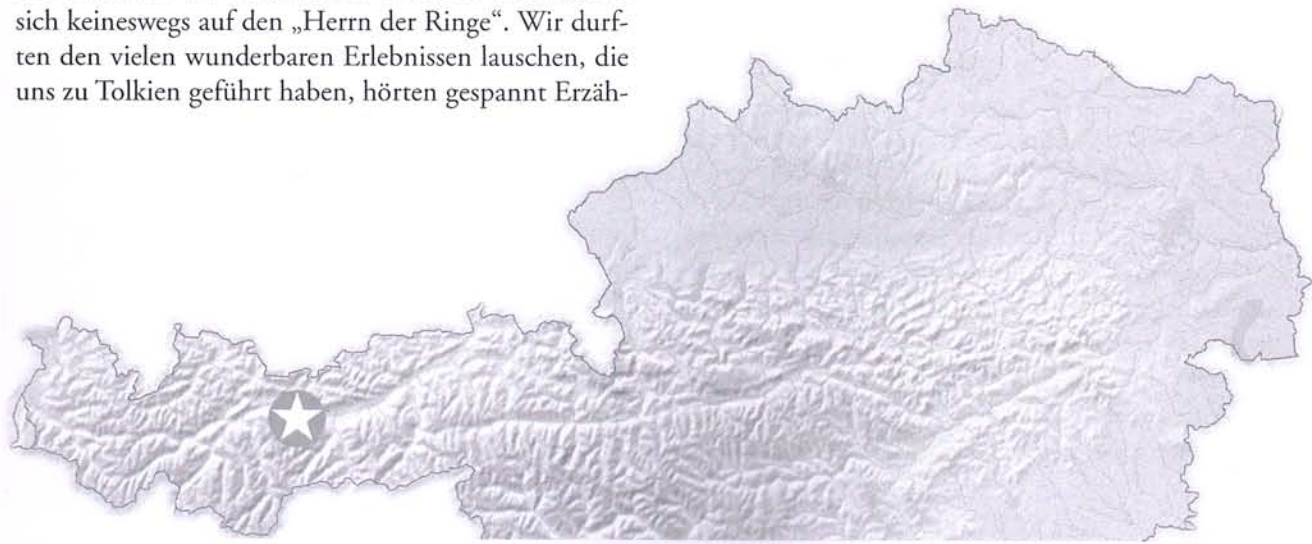 sich keineswegs auf den „Herrn der Ringe“. Wir durf-
ten den vielen wunderbaren Erlebnissen lauschen, die
uns zu Tolkien geführt haben, hörten gespannt Erzäh-